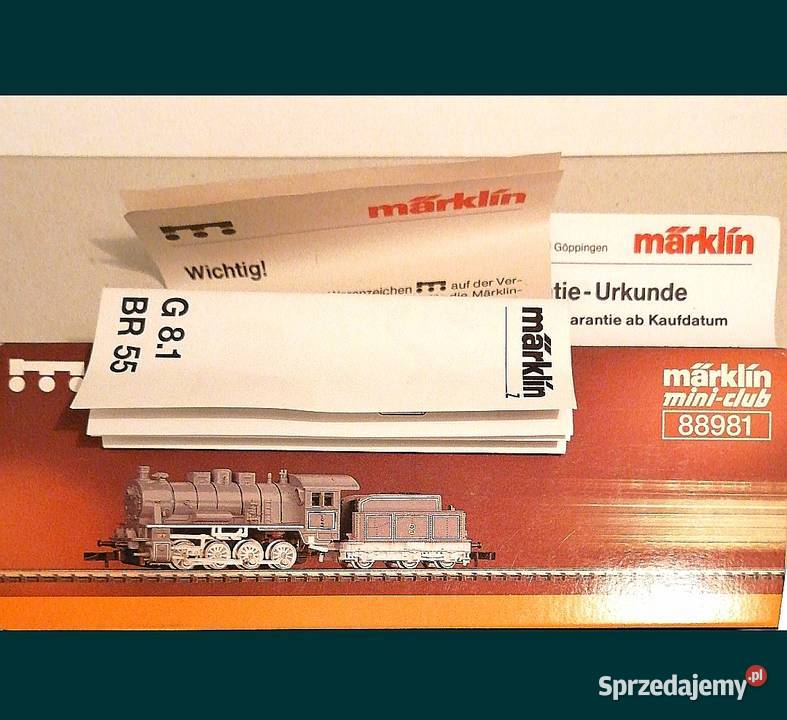 märklin
Wichtig!
Warenzeichen auf der Ver-
die Märklin-
Göppingen
märklin
tie-Urkunde
arantie ab Kaufdatum
G 8.1
BR 55
märklin
Z
märklin
mini-club
88981
Sprzedajemy.pl